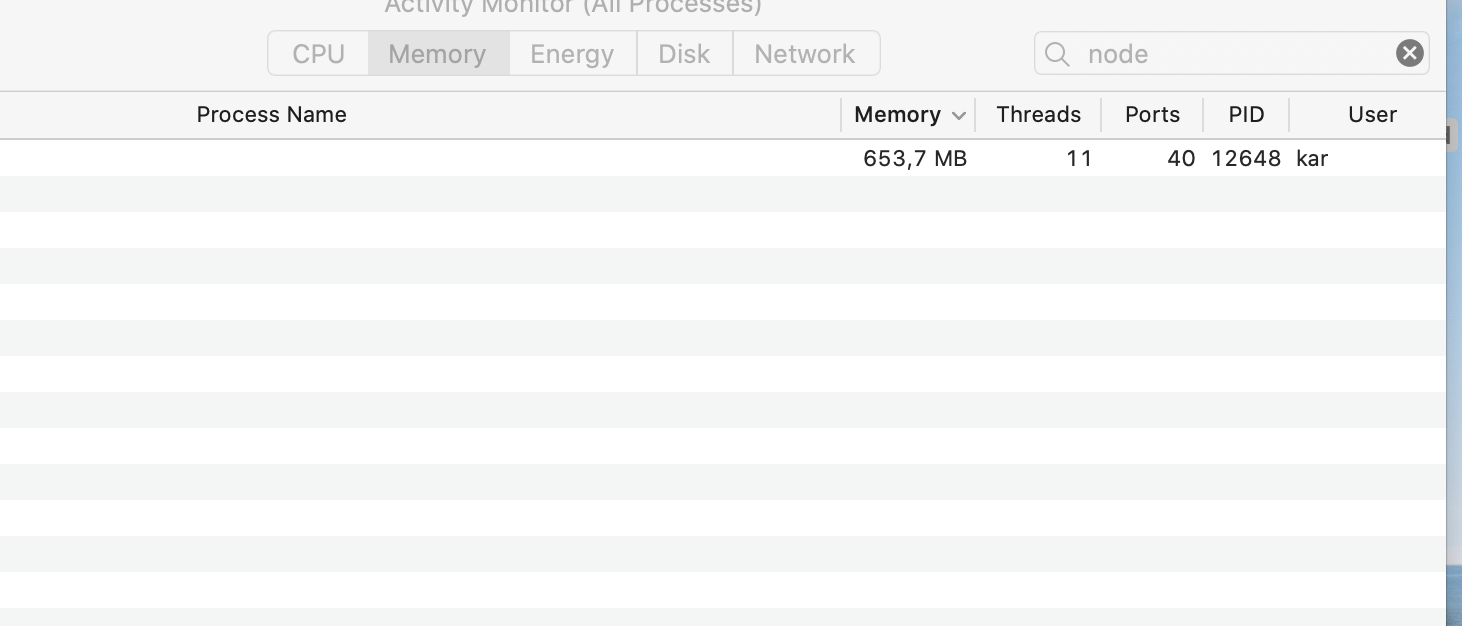 Activity Monitor (All Processes)
CPU Memory Energy Disk Network node
Process Name Memory Threads Ports PID User
653,7 MB 11 40 12648 kar